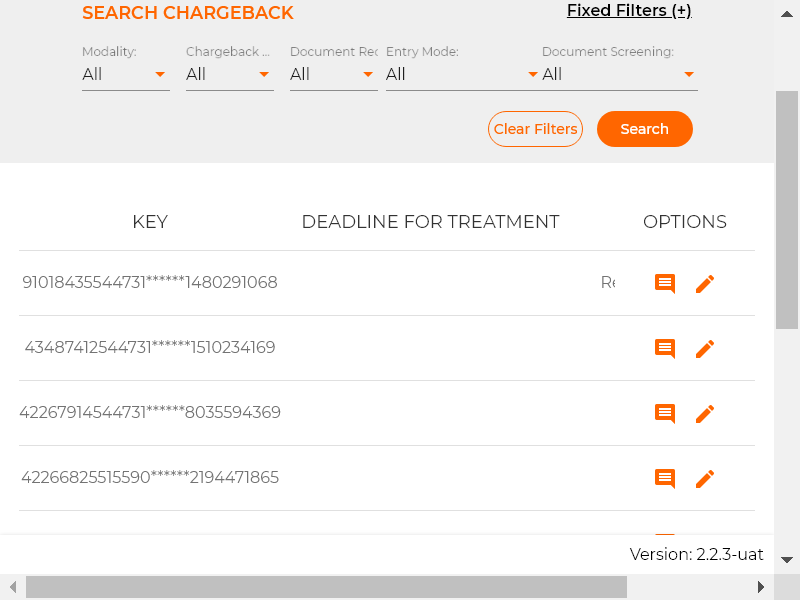 SEARCH CHARGEBACK
Fixed Filters (+)
Modality: Chargeback ... Document Rec Entry Mode: Document Screening:
All All All All All
Clear Filters Search
KEY DEADLINE FOR TREATMENT OPTIONS
91018435544731******1480291068
43487412544731******1510234169
42267914544731******8035594369
42266825515590******2194471865
Version: 2.2.3-uat